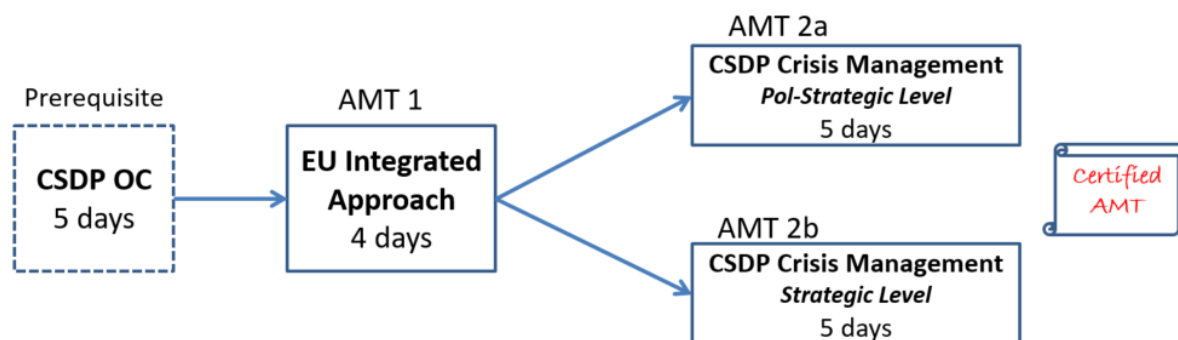 Prerequisite
CSDP OC
5 days
AMT 1
EU Integrated
Approach
4 days
AMT 2a
CSDP Crisis Management
Pol-Strategic Level
5 days
AMT 2b
CSDP Crisis Management
Strategic Level
5 days
Certified
AMT